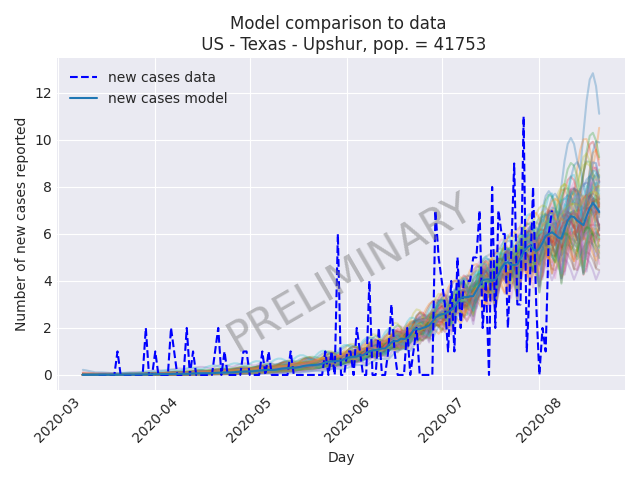 Model comparison to data
US - Texas - Upshur, pop. = 41753
new cases data
new cases model
Number of new cases reported
12
10
8
6
4
2
0
PRELIMINARY
2020-03
2020-04
2020-05
2020-06
2020-07
2020-08
Day